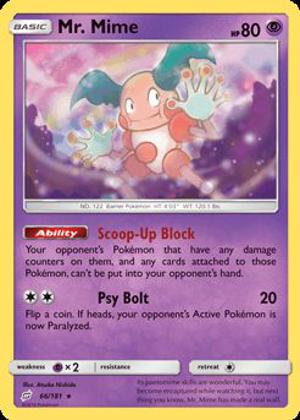 BASIC Mr. Mime HP80
NO. 122 Barrier Pokémon HT: 4'03" WT: 120.1 lbs.
Ability Scoop-Up Block
Your opponent's Pokémon that have any damage
counters on them, and any cards attached to those
Pokémon, can't be put into your opponent's hand.
Psy Bolt 20
Flip a coin. If heads, your opponent's Active Pokémon is
now Paralyzed.
weakness ×2 resistance retreat
Illus. Atsuko Nishida
66/181 ★
©2019 Pokémon
Its pantomime skills are wonderful. You may
become enraptured while watching it, but next
thing you know, Mr. Mime has made a real wall.